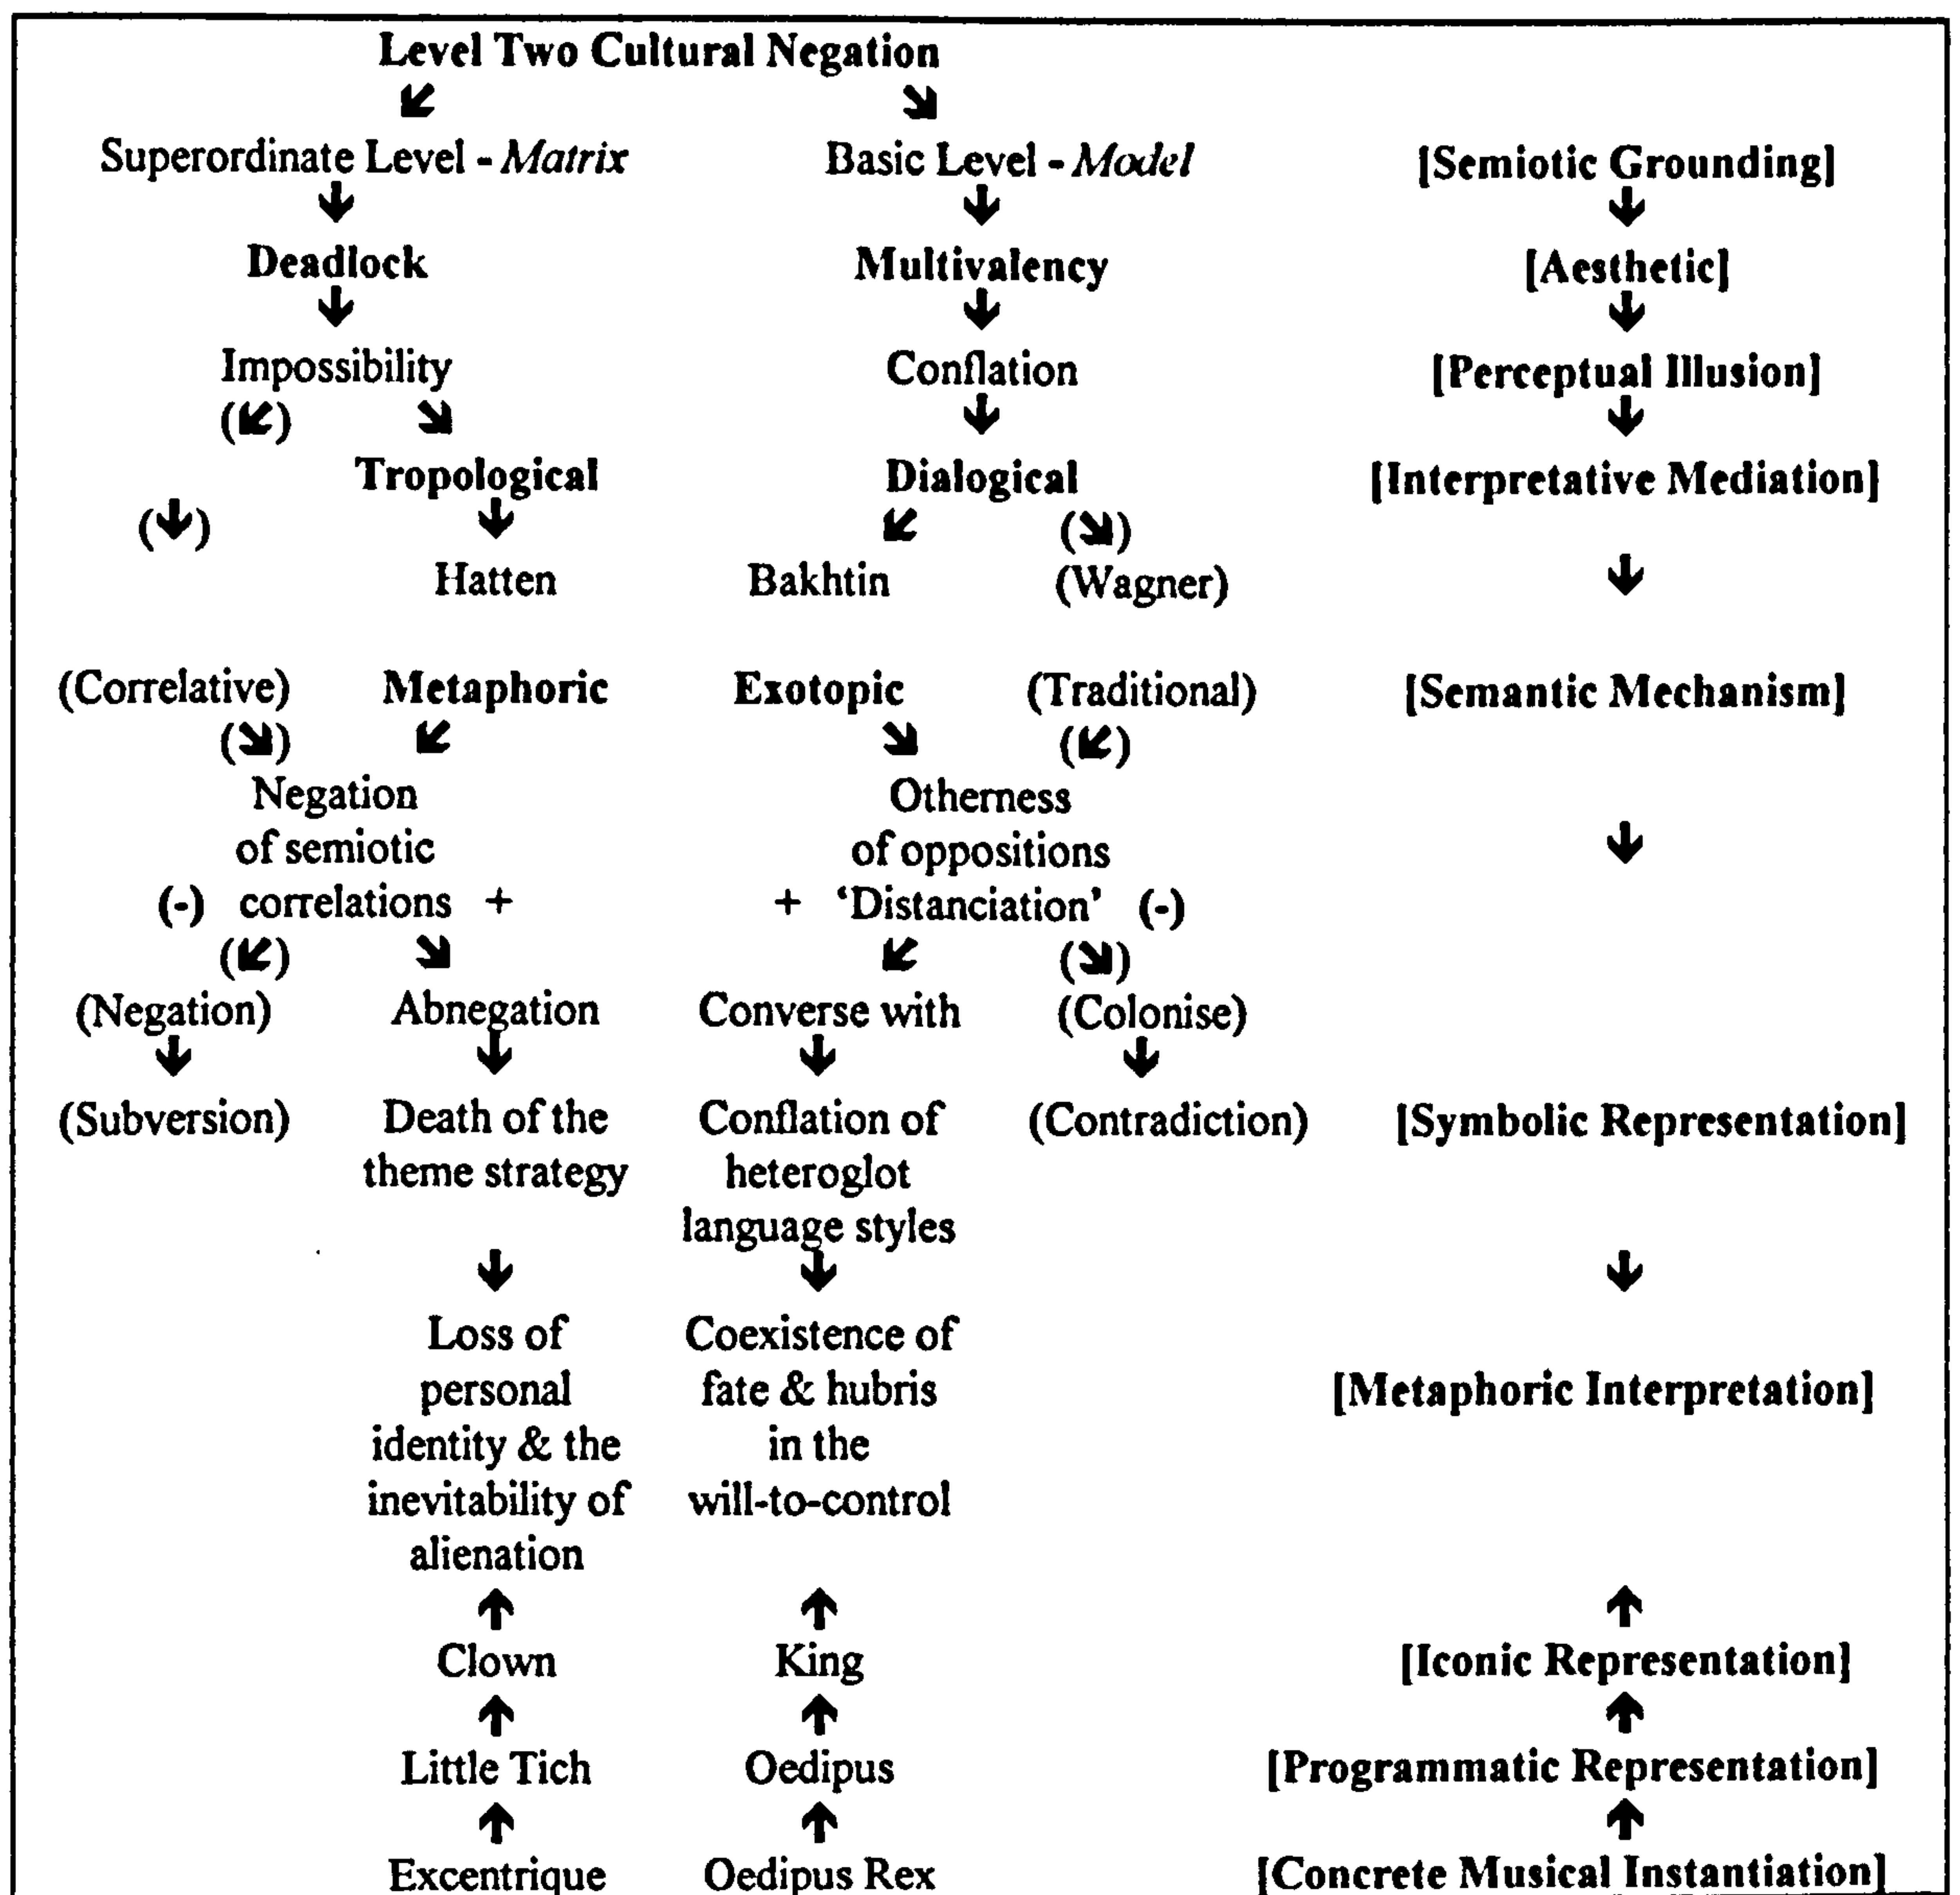 Level Two Cultural Negation
Superordinate Level - Matrix Basic Level - Model [Semiotic Grounding]
Deadlock Multivalency [Aesthetic]
Impossibility Conflation [Perceptual Illusion]
Tropological Dialogical [Interpretative Mediation]
Hatten Bakhtin (Wagner)
(Correlative) Metaphoric Exotopic (Traditional) [Semantic Mechanism]
Negation Otherness
of semiotic of oppositions
(-) correlations + + ‘Distanciation’ (-)
(Negation) Abnegation Converse with (Colonise)
(Subversion) Death of the Conflation of (Contradiction) [Symbolic Representation]
theme strategy heteroglot
language styles
Loss of Coexistence of
personal fate & hubris [Metaphoric Interpretation]
identity & the in the
inevitability of will-to-control
alienation
Clown King [Iconic Representation]
Little Tich Oedipus [Programmatic Representation]
Excentrique Oedipus Rex [Concrete Musical Instantiation]